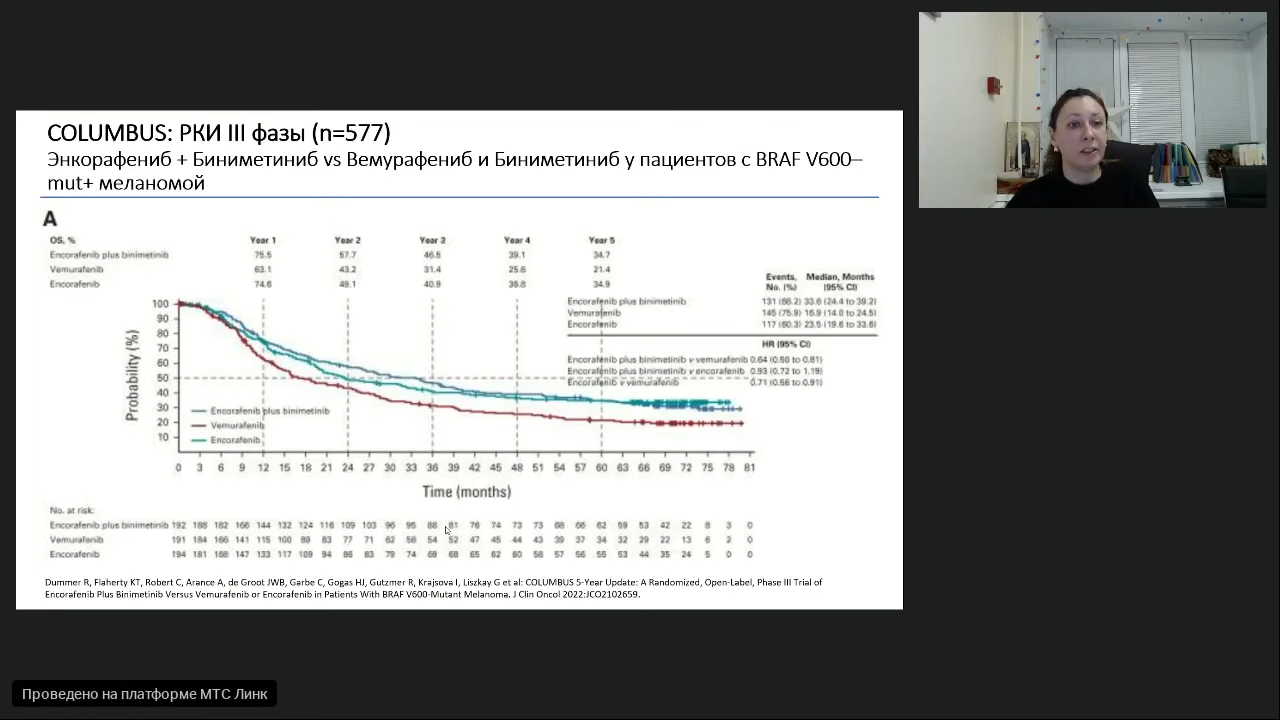 COLUMBUS: РКИ III фазы (n=577)
Энкорафениб + Биниметиниб vs Вемурафениб и Биниметиниб у пациентов с BRAF V600–
mut+ меланомой
A
OS, % Year 1 Year 2 Year 3 Year 4 Year 5
Encorafenib plus binimetinib 75.5 57.7 46.5 39.1 34.7
Vemurafenib 63.1 43.2 31.4 25.6 21.4
Encorafenib 74.6 49.1 40.9 36.8 34.9
Events, Median, Months
No. (%) (95% CI)
Encorafenib plus binimetinib 131 (68.2) 33.6 (24.4 to 39.2)
Vemurafenib 145 (75.9) 16.9 (14.0 to 24.5)
Encorafenib 117 (60.3) 23.5 (19.6 to 33.6)
HR (95% CI)
Encorafenib plus binimetinib v vemurafenib 0.64 (0.50 to 0.81)
Encorafenib plus binimetinib v encorafenib 0.93 (0.72 to 1.19)
Encorafenib v vemurafenib 0.71 (0.56 to 0.91)
Probability (%)
100
90
80
70
60
50
40
30
20
10
Encorafenib plus binimetinib
Vemurafenib
Encorafenib
0 3 6 9 12 15 18 21 24 27 30 33 36 39 42 45 48 51 54 57 60 63 66 69 72 75 78 81
Time (months)
No. at risk:
Encorafenib plus binimetinib 192 188 182 166 144 132 124 116 109 103 96 95 88 81 76 74 73 73 68 66 62 59 53 42 22 8 3 0
Vemurafenib 191 184 166 141 115 100 89 83 77 71 62 58 54 52 47 45 44 43 39 37 34 32 29 22 13 6 2 0
Encorafenib 194 181 168 147 133 117 109 94 86 83 79 74 69 68 65 62 60 58 57 56 55 53 44 35 24 5 0 0
Dummer R, Flaherty KT, Robert C, Arance A, de Groot JWB, Garbe C, Gogas HJ, Gutzmer R, Krajsova I, Liszkay G et al: COLUMBUS 5-Year Update: A Randomized, Open-Label, Phase III Trial of
Encorafenib Plus Binimetinib Versus Vemurafenib or Encorafenib in Patients With BRAF V600-Mutant Melanoma. J Clin Oncol 2022:JCO2102659.
Проведено на платформе МТС Линк